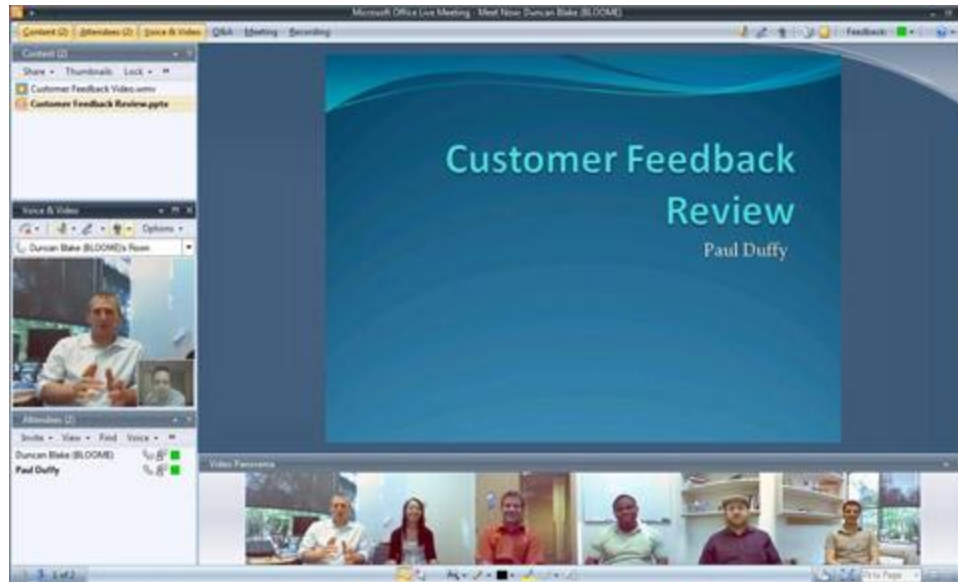 Microsoft Office Live Meeting - Meet Now: Duncan Blake (BLOOME)
Content (2) Attendees (2) Voice & Video Q&A Meeting Recording Feedback:
Content (2)
Share Thumbnails Lock
Customer Feedback Video.wmv
Customer Feedback Review.pptx
Voice & Video
Options
Duncan Blake (BLOOME)'s Room
Attendees (2)
Invite View Find Voice
Duncan Blake (BLOOME)
Paul Duffy
Customer Feedback
Review
Paul Duffy
Video Panorama
1 of 2
Fit to Page